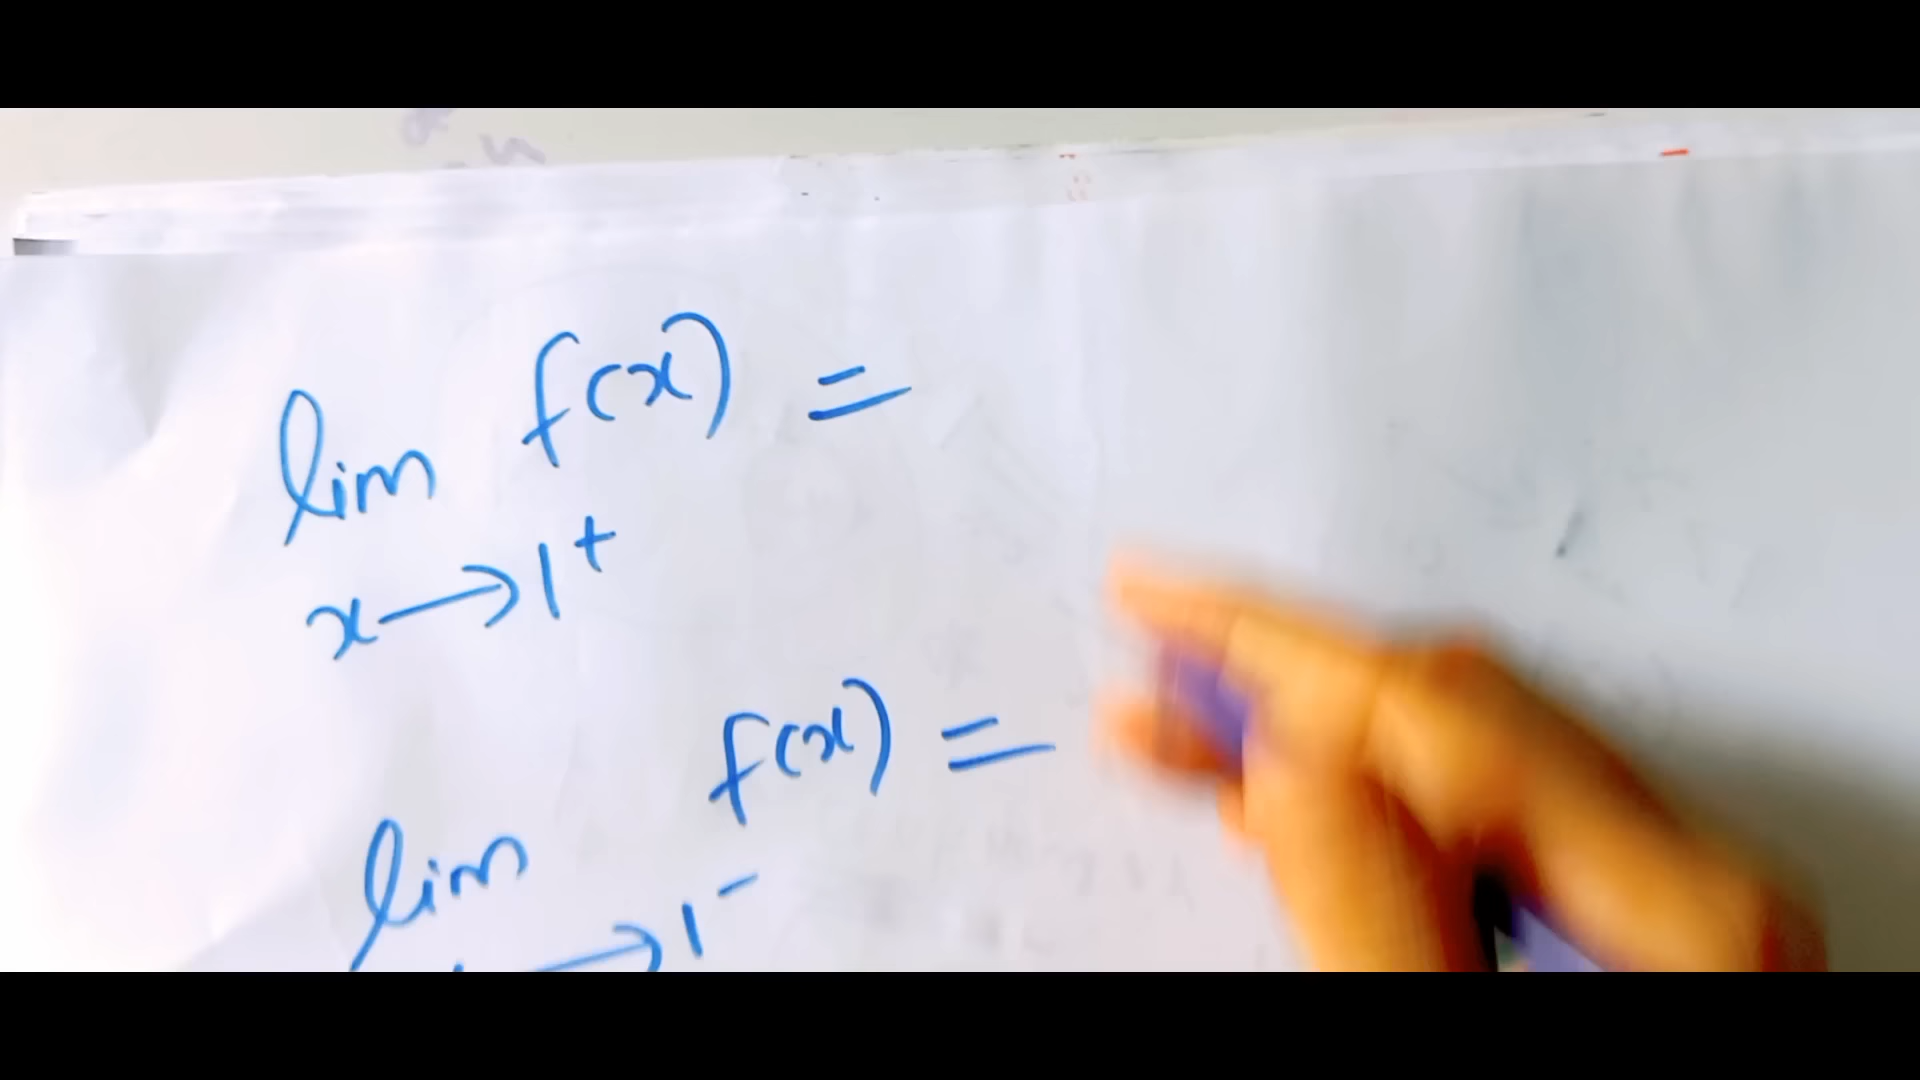 lim f(x) =
x→1⁺
lim f(x) =
→1⁻